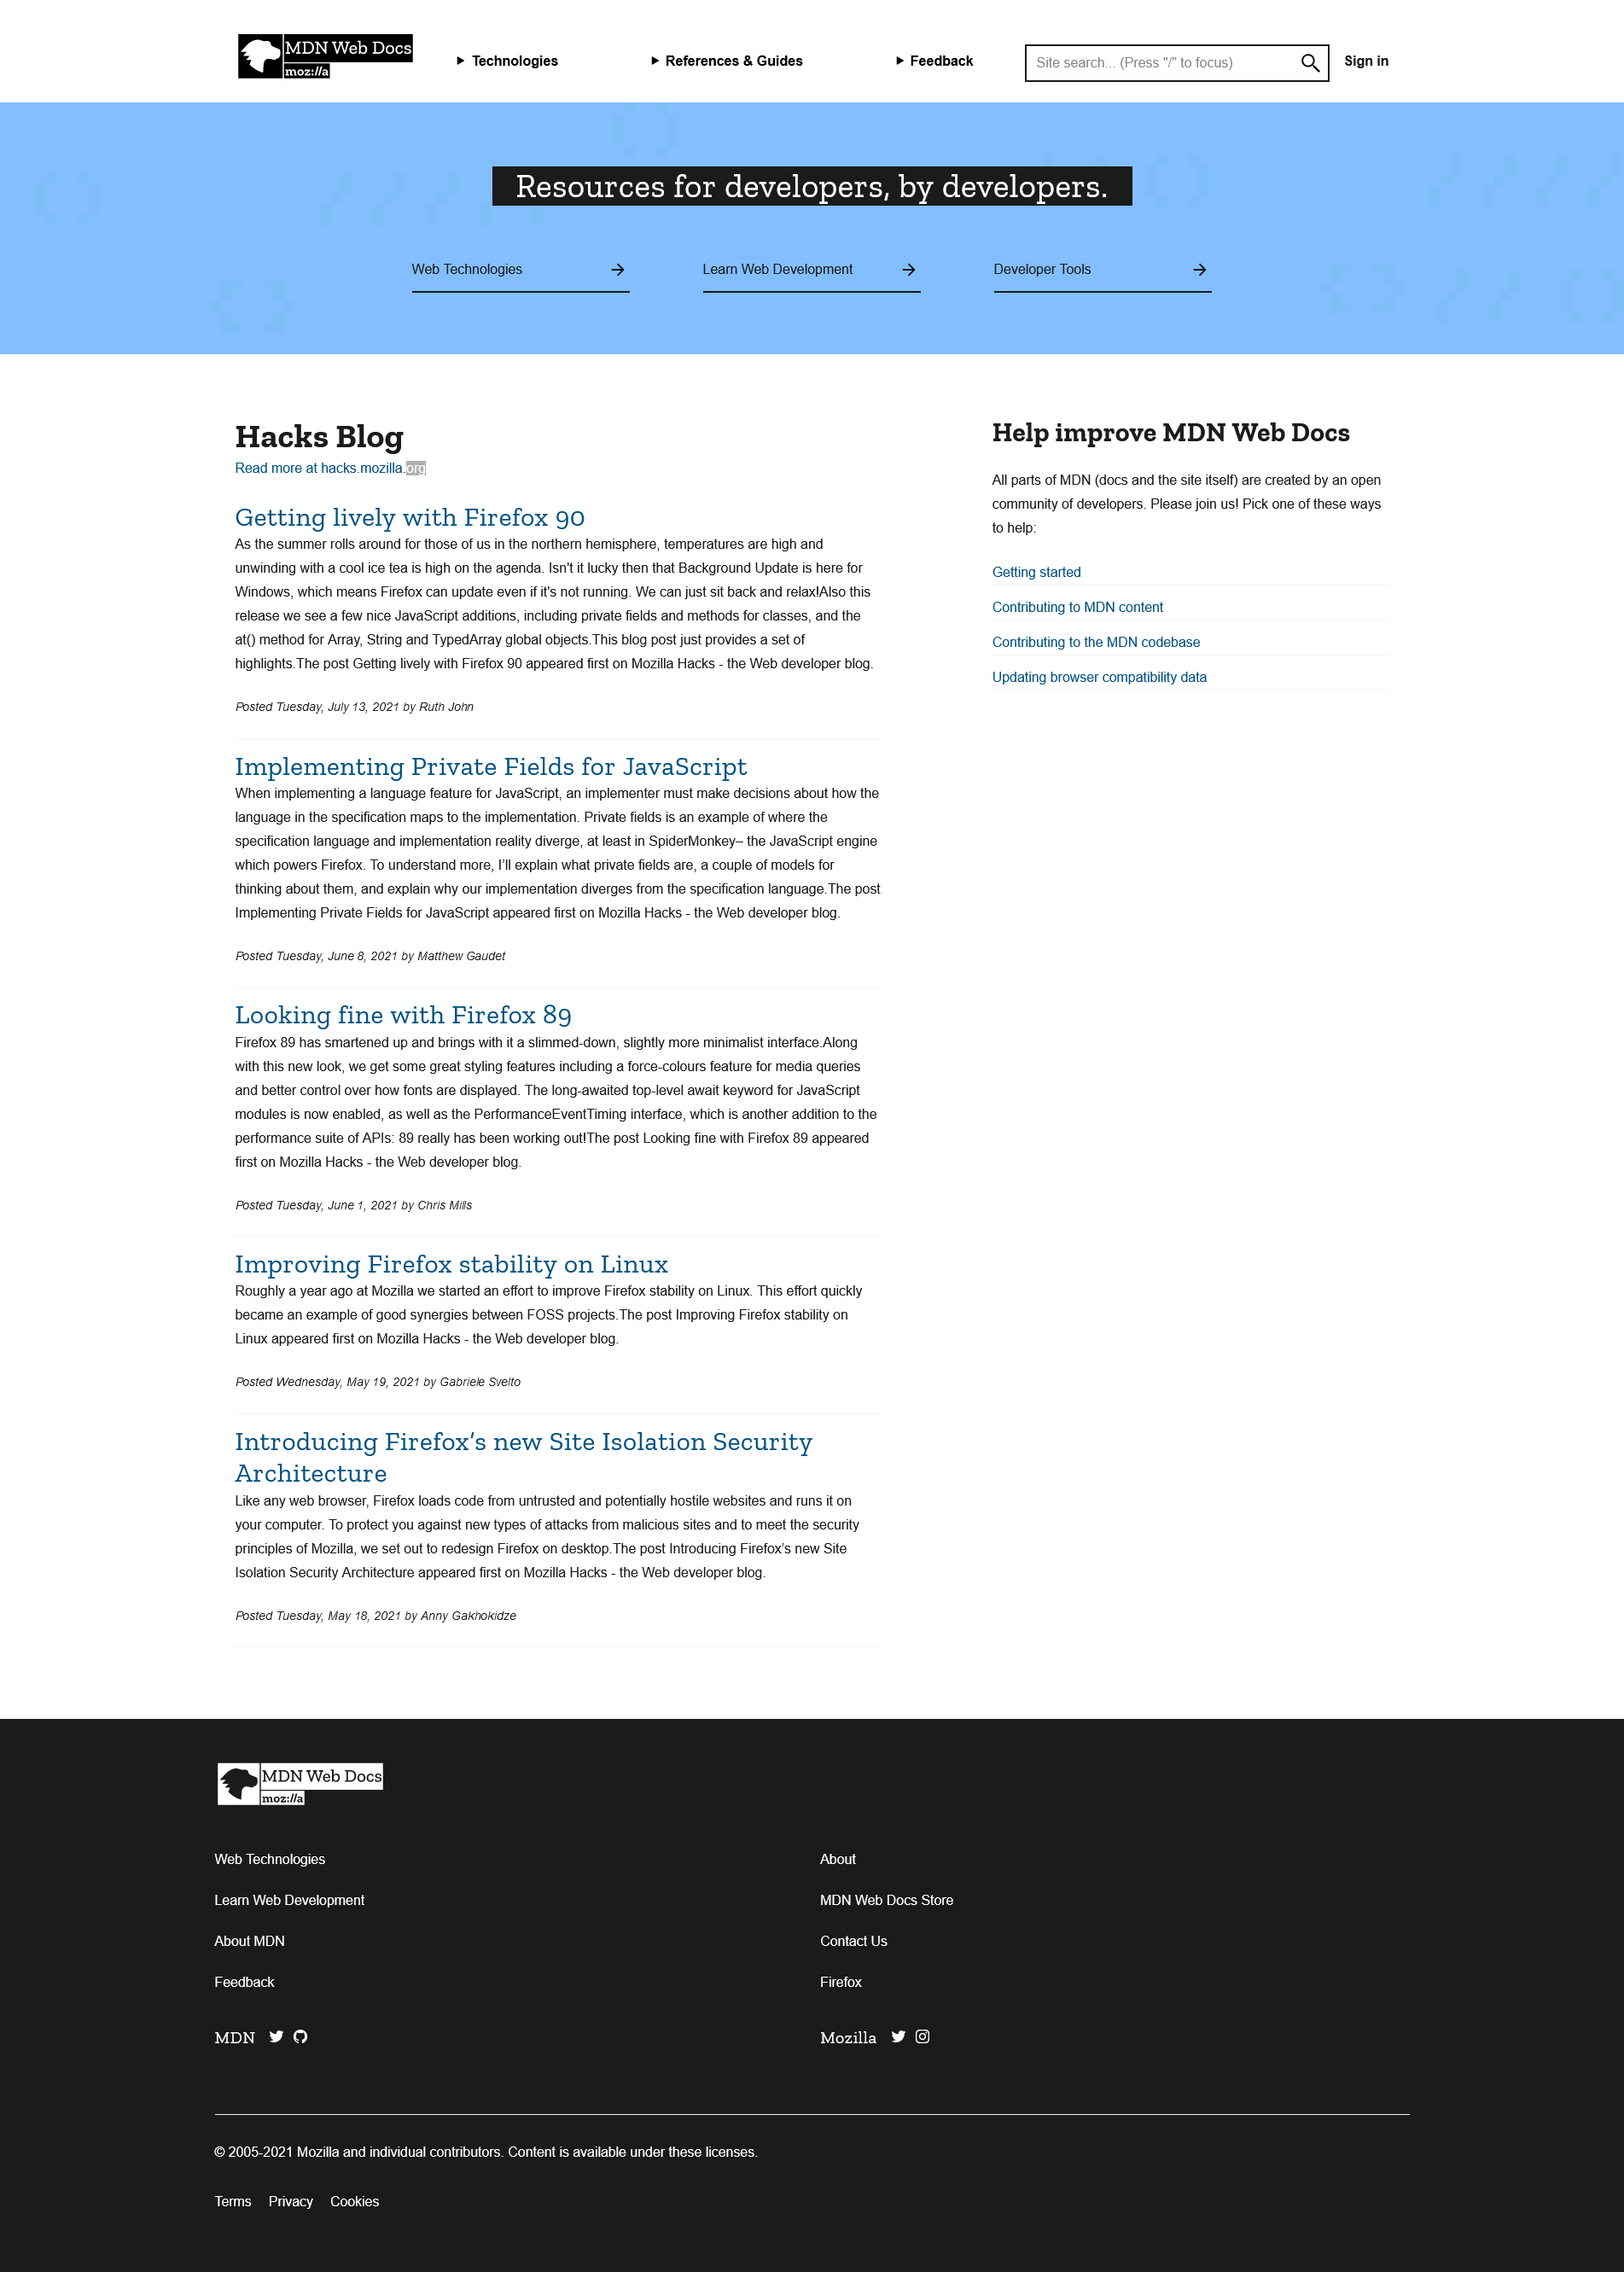 MDN Web Docs
moz://a
Technologies
References & Guides
Feedback
Site search... (Press "/" to focus)
Sign in
Resources for developers, by developers.
Web Technologies
Learn Web Development
Developer Tools
Hacks Blog
Read more at hacks.mozilla.org
Getting lively with Firefox 90
As the summer rolls around for those of us in the northern hemisphere, temperatures are high and
unwinding with a cool ice tea is high on the agenda. Isn't it lucky then that Background Update is here for
Windows, which means Firefox can update even if it's not running. We can just sit back and relax!Also this
release we see a few nice JavaScript additions, including private fields and methods for classes, and the
at() method for Array, String and TypedArray global objects.This blog post just provides a set of
highlights.The post Getting lively with Firefox 90 appeared first on Mozilla Hacks - the Web developer blog.
Posted Tuesday, July 13, 2021 by Ruth John
Implementing Private Fields for JavaScript
When implementing a language feature for JavaScript, an implementer must make decisions about how the
language in the specification maps to the implementation. Private fields is an example of where the
specification language and implementation reality diverge, at least in SpiderMonkey– the JavaScript engine
which powers Firefox. To understand more, I’ll explain what private fields are, a couple of models for
thinking about them, and explain why our implementation diverges from the specification language.The post
Implementing Private Fields for JavaScript appeared first on Mozilla Hacks - the Web developer blog.
Posted Tuesday, June 8, 2021 by Matthew Gaudet
Looking fine with Firefox 89
Firefox 89 has smartened up and brings with it a slimmed-down, slightly more minimalist interface.Along
with this new look, we get some great styling features including a force-colours feature for media queries
and better control over how fonts are displayed. The long-awaited top-level await keyword for JavaScript
modules is now enabled, as well as the PerformanceEventTiming interface, which is another addition to the
performance suite of APIs: 89 really has been working out!The post Looking fine with Firefox 89 appeared
first on Mozilla Hacks - the Web developer blog.
Posted Tuesday, June 1, 2021 by Chris Mills
Improving Firefox stability on Linux
Roughly a year ago at Mozilla we started an effort to improve Firefox stability on Linux. This effort quickly
became an example of good synergies between FOSS projects.The post Improving Firefox stability on
Linux appeared first on Mozilla Hacks - the Web developer blog.
Posted Wednesday, May 19, 2021 by Gabriele Svelto
Introducing Firefox’s new Site Isolation Security
Architecture
Like any web browser, Firefox loads code from untrusted and potentially hostile websites and runs it on
your computer. To protect you against new types of attacks from malicious sites and to meet the security
principles of Mozilla, we set out to redesign Firefox on desktop.The post Introducing Firefox’s new Site
Isolation Security Architecture appeared first on Mozilla Hacks - the Web developer blog.
Posted Tuesday, May 18, 2021 by Anny Gakhokidze
Help improve MDN Web Docs
All parts of MDN (docs and the site itself) are created by an open
community of developers. Please join us! Pick one of these ways
to help:
Getting started
Contributing to MDN content
Contributing to the MDN codebase
Updating browser compatibility data
MDN Web Docs
moz://a
Web Technologies
Learn Web Development
About MDN
Feedback
MDN
About
MDN Web Docs Store
Contact Us
Firefox
Mozilla
© 2005-2021 Mozilla and individual contributors. Content is available under these licenses.
Terms
Privacy
Cookies